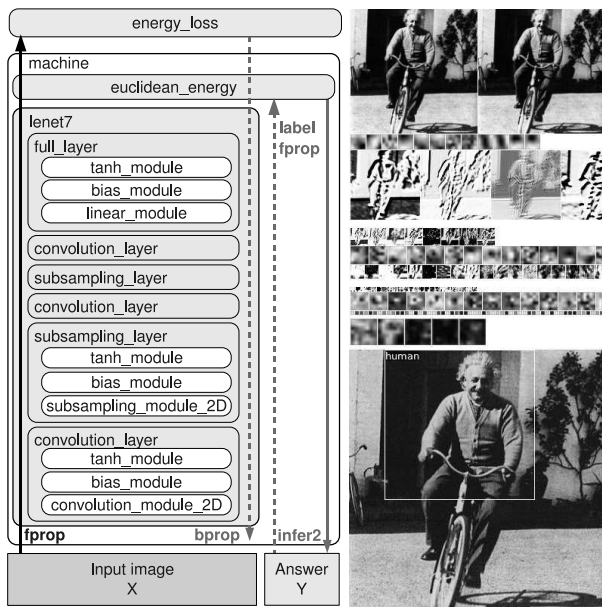 energy_loss
machine
euclidean_energy
lenet7
full_layer
tanh_module
bias_module
linear_module
convolution_layer
subsampling_layer
convolution_layer
subsampling_layer
tanh_module
bias_module
subsampling_module_2D
convolution_layer
tanh_module
bias_module
convolution_module_2D
label
fprop
fprop
bprop
infer2
Input image
X
Answer
Y
human